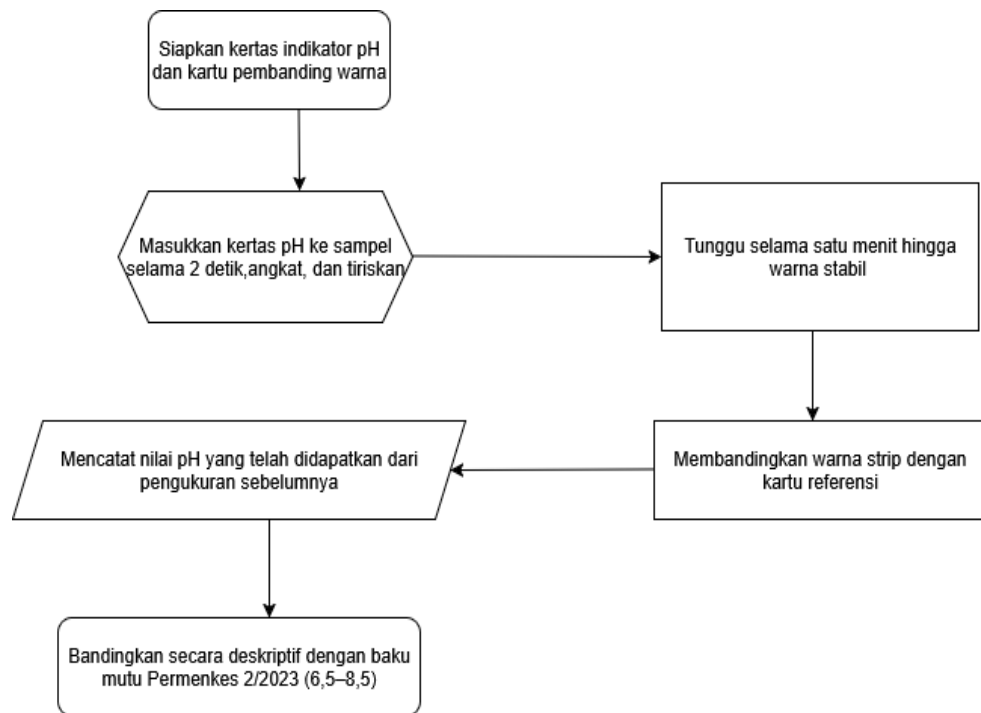 Siapkan kertas indikator pH
dan kartu pembanding warna
Masukkan kertas pH ke sampel
selama 2 detik,angkat, dan tiriskan
Tunggu selama satu menit hingga
warna stabil
Membandingkan warna strip dengan
kartu referensi
Mencatat nilai pH yang telah didapatkan dari
pengukuran sebelumnya
Bandingkan secara deskriptif dengan baku
mutu Permenkes 2/2023 (6,5–8,5)